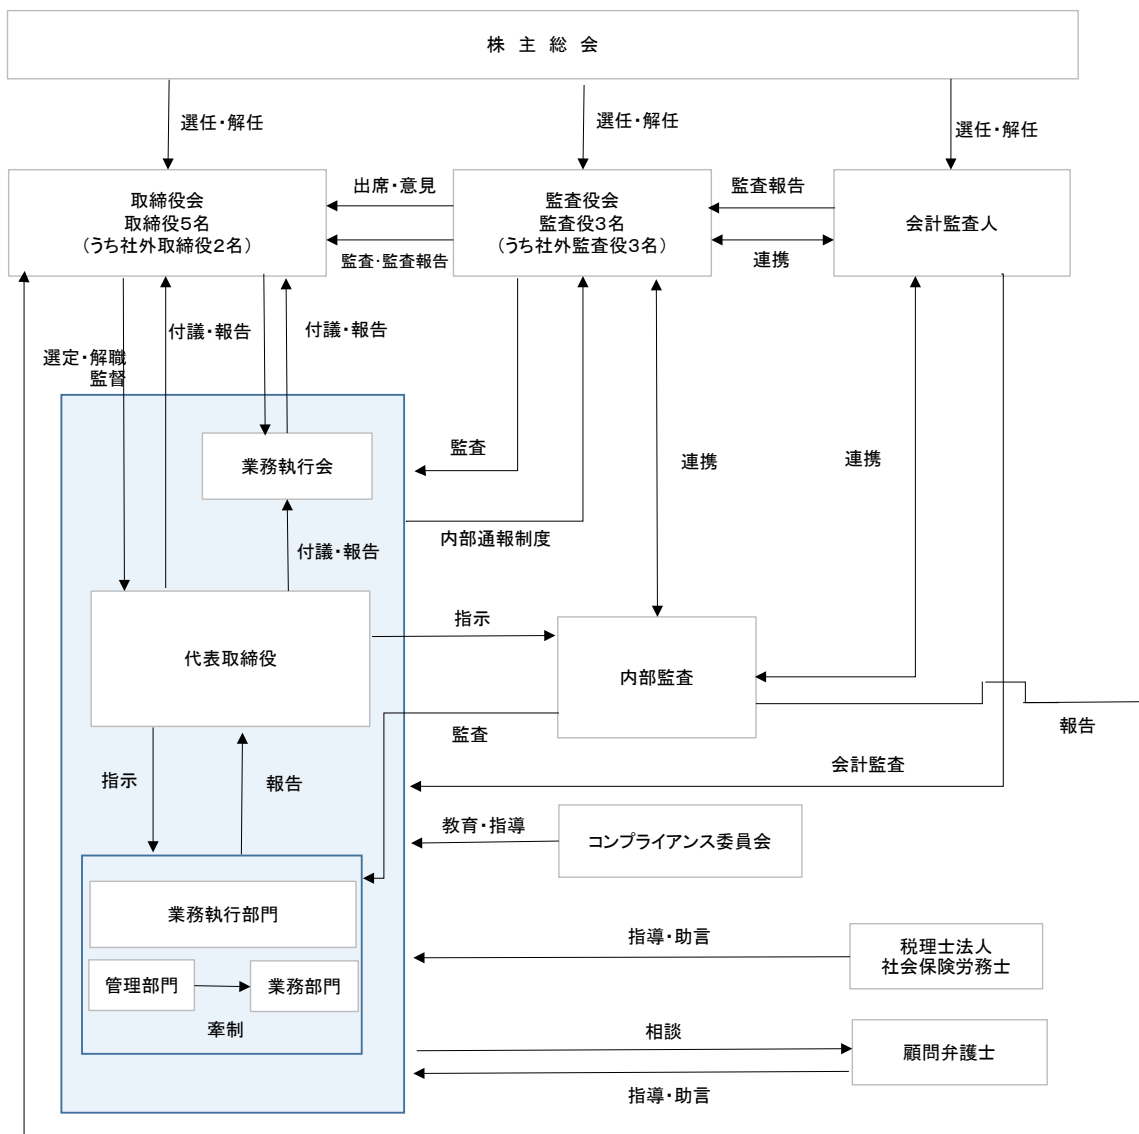 株 主 総 会
選任・解任
選任・解任
選任・解任
取締役会
取締役5名
(うち社外取締役2名)
出席・意見
監査・監査報告
監査役会
監査役3名
(うち社外監査役3名)
監査報告
連携
会計監査人
選定・解職
監督
付議・報告
付議・報告
業務執行会
監査
連携
連携
内部通報制度
付議・報告
代表取締役
指示
内部監査
監査
報告
指示
報告
会計監査
教育・指導
コンプライアンス委員会
業務執行部門
管理部門
業務部門
牽制
指導・助言
税理士法人
社会保険労務士
相談
顧問弁護士
指導・助言